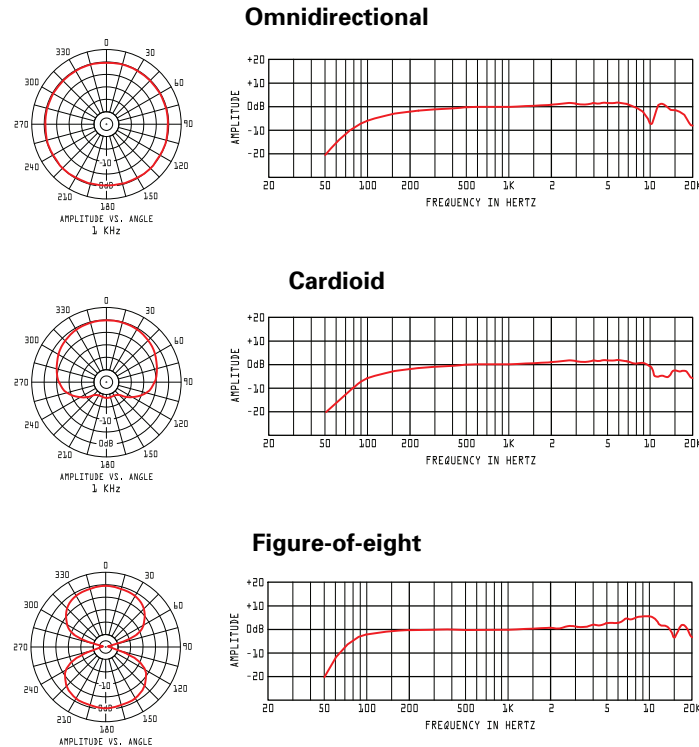 Omnidirectional
0
330 30
300 60
270 90
240 120
210 150
180
-10
0dB
AMPLITUDE VS. ANGLE
1 KHz
+20
+10
0dB
-10
-20
AMPLITUDE
20 50 100 200 500 1K 2 5 10 20K
FREQUENCY IN HERTZ
Cardioid
0
330 30
300 60
270 90
240 120
210 150
180
-10
0dB
AMPLITUDE VS. ANGLE
1 KHz
+20
+10
0dB
-10
-20
AMPLITUDE
20 50 100 200 500 1K 2 5 10 20K
FREQUENCY IN HERTZ
Figure-of-eight
0
330 30
300 60
270 90
240 120
210 150
180
-10
0dB
AMPLITUDE VS. ANGLE
+20
+10
0dB
-10
-20
AMPLITUDE
20 50 100 200 500 1K 2 5 10 20K
FREQUENCY IN HERTZ